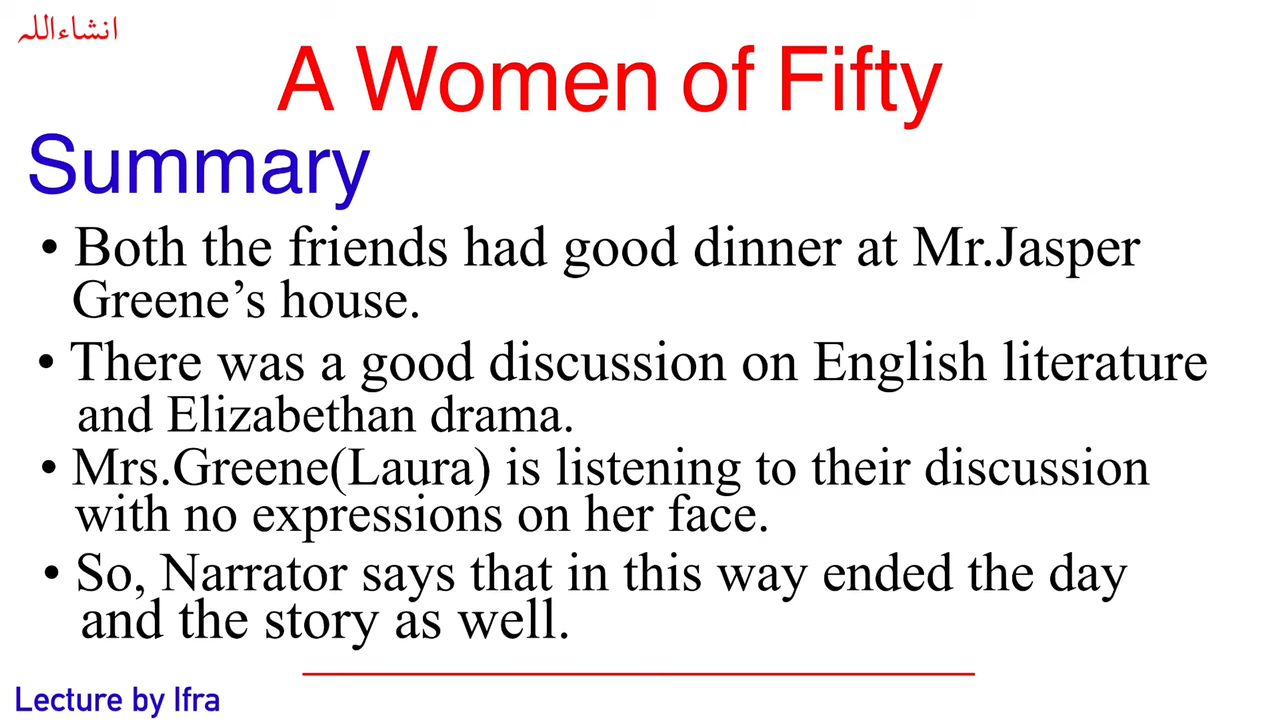 انشاءاللہ
A Women of Fifty
Summary
• Both the friends had good dinner at Mr.Jasper
Greene’s house.
• There was a good discussion on English literature
and Elizabethan drama.
• Mrs.Greene(Laura) is listening to their discussion
with no expressions on her face.
• So, Narrator says that in this way ended the day
and the story as well.
Lecture by Ifra